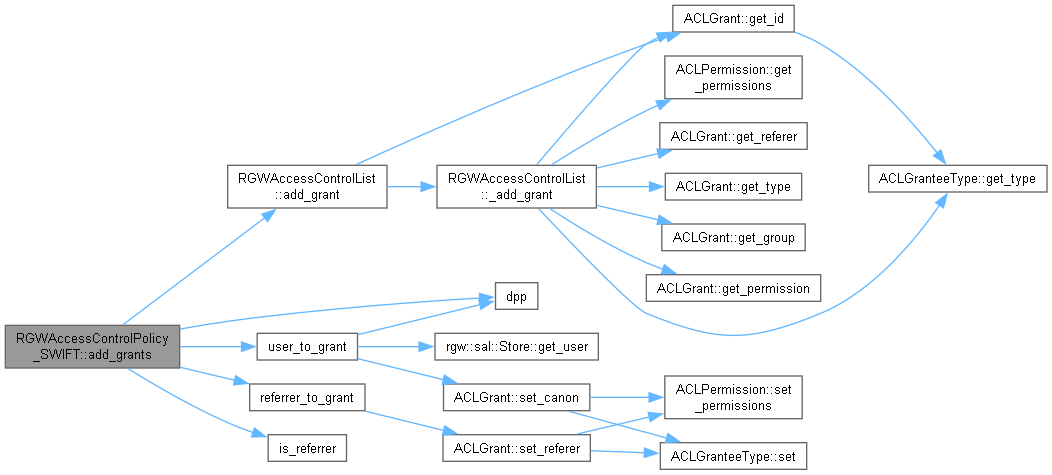 RGWAccessControlPolicy
_SWIFT::add_grants
RGWAccessControlList
::add_grant
RGWAccessControlList
::_add_grant
ACLGrant::get_id
ACLPermission::get
_permissions
ACLGrant::get_referer
ACLGrant::get_type
ACLGrant::get_group
ACLGrant::get_permission
ACLGranteeType::get_type
dpp
user_to_grant
rgw::sal::Store::get_user
referrer_to_grant
ACLGrant::set_canon
ACLPermission::set
_permissions
is_referrer
ACLGrant::set_referer
ACLGranteeType::set